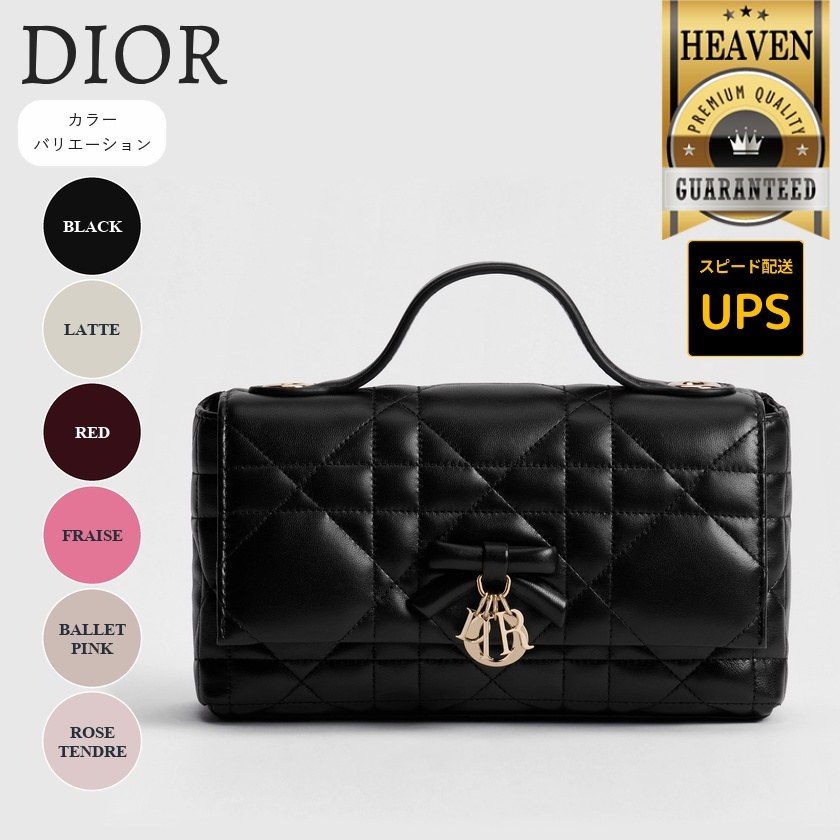 DIOR
カラー
バリエーション
BLACK
LATTE
RED
FRAISE
BALLET
PINK
ROSE
TENDRE
HEAVEN
PREMIUM QUALITY
GUARANTEED
スピード配送
UPS